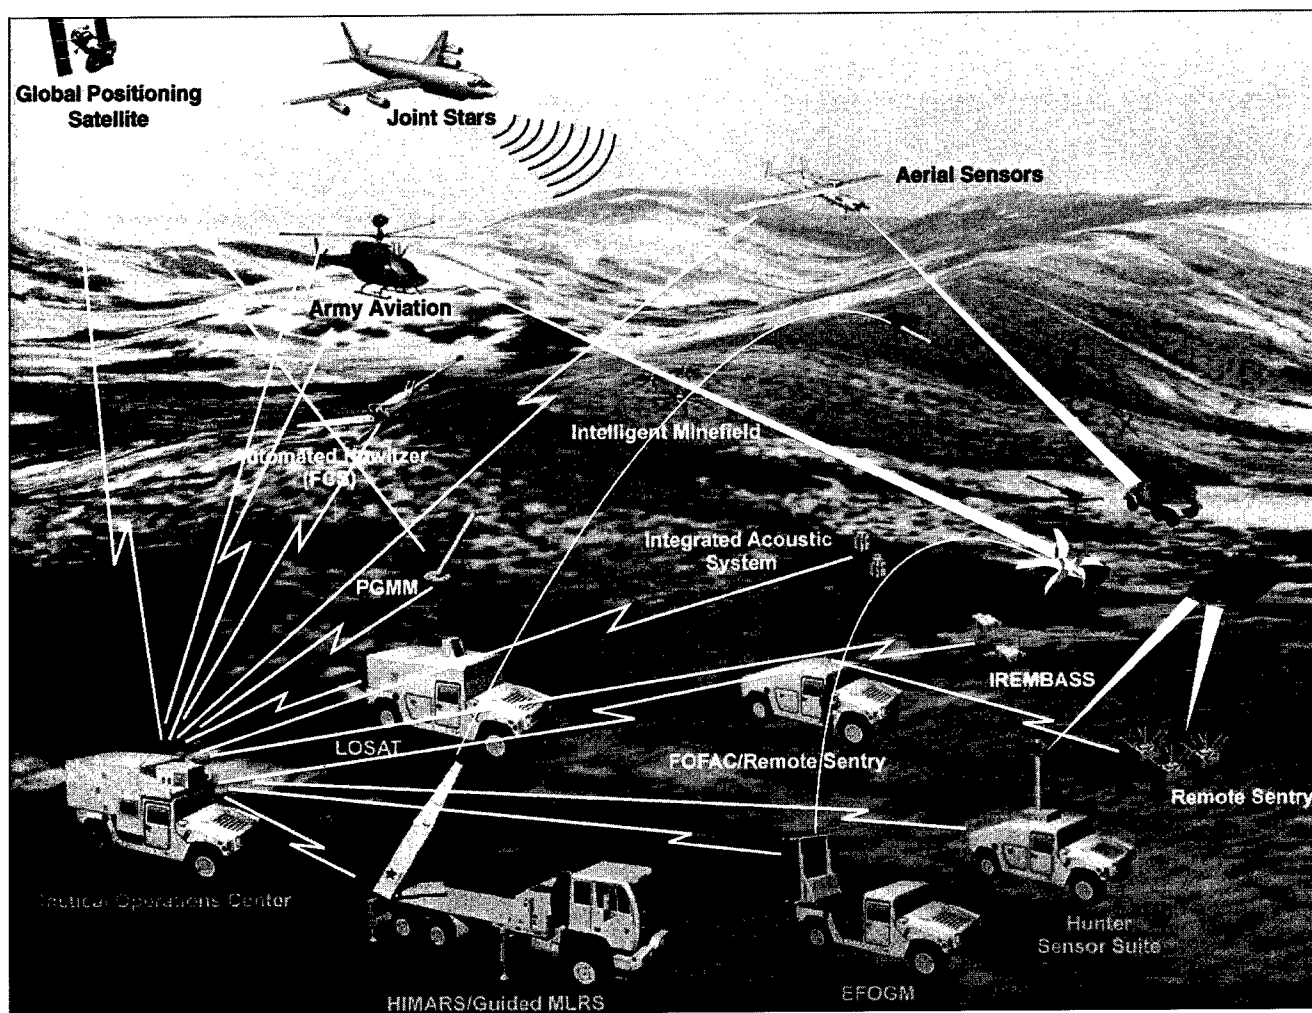 Global Positioning
Satellite
Joint Stars
Aerial Sensors
Army Aviation
Intelligent Minefield
Automated Howitzer
(FCS)
Integrated Acoustic
System
PGMM
IREMBASS
LOSAT
FOFAC/Remote Sentry
Remote Sentry
Tactical Operations Center
Hunter
Sensor Suite
EFOGM
HIMARS/Guided MLRS